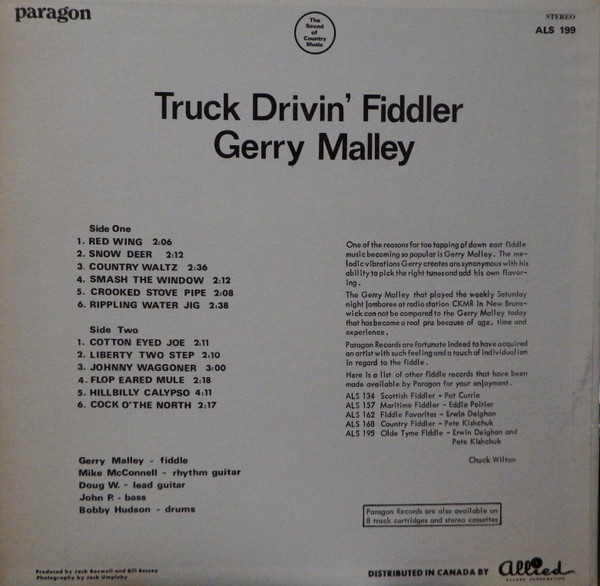 paragon
The
Sound
of
Country
Music
STEREO
ALS 199
Truck Drivin' Fiddler
Gerry Malley
Side One
1. RED WING 2:06
2. SNOW DEER 2:12
3. COUNTRY WALTZ 2:36
4. SMASH THE WINDOW 2:12
5. CROOKED STOVE PIPE 2:08
6. RIPPLING WATER JIG 2:38
Side Two
1. COTTON EYED JOE 2:11
2. LIBERTY TWO STEP 2:10
3. JOHNNY WAGGONER 3:00
4. FLOP EARED MULE 2:18
5. HILLBILLY CALYPSO 4:11
6. COCK O'THE NORTH 2:17
Gerry Malley - fiddle
Mike McConnell - rhythm guitar
Doug W. - lead guitar
John P. - bass
Bobby Hudson - drums
One of the reasons for toe tapping pf down east fiddle
music becoming so popular is Gerry Malley. The me-
lodic vibrations Gerry creates are synonymous with his
ability to pick the right tunes and add his own flavor-
ing.
The Gerry Malley that played the weekly Saturday
night jamboree at radio station CKMR in New Bruns-
wick can not be compared to the Gerry Malley today
that has become a real pro because of age, time and
experience.
Paragon Records are fortunate indeed to have acquired
an artist with such feeling and a touch of individualism
in regard to the fiddle.
Here is a list of other fiddle records that have been
made available by Paragon for your enjoyment.
ALS 134 Scottish Fiddler - Pat Currie
ALS 157 Maritime Fiddler - Eddie Poirier
ALS 162 Fiddle Favorites - Erwin Deighan
ALS 168 Country Fiddler - Pete Kishchuk
ALS 195 Olde Tyme Fiddle - Erwin Deighan and
Pete Kishchuk
Chuck Wilton
Paragon Records are also available on
8 track cartridges and stereo cassettes
Produced by Jack Boswell and Bill Bessey
Photography by Jack Umpleby
DISTRIBUTED IN CANADA BY
Allied
RECORD CORPORATION